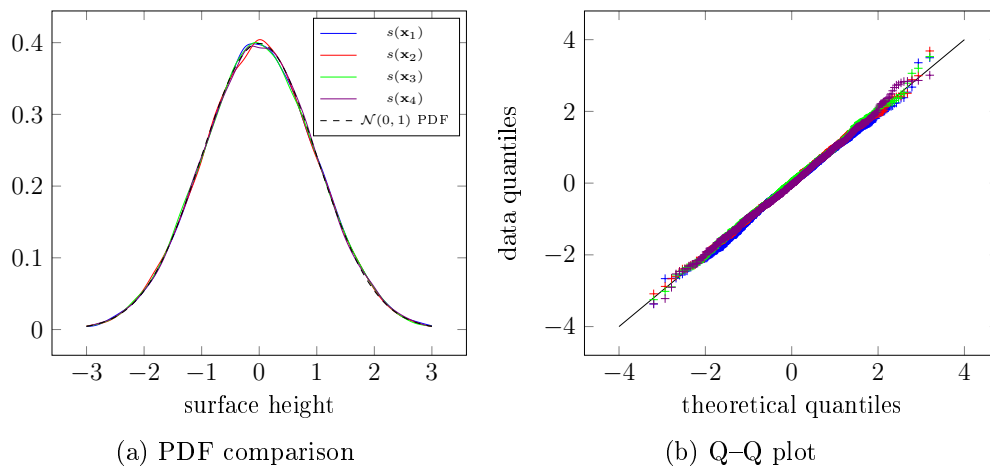 0.4
0.3
0.2
0.1
0
−3 −2 −1 0 1 2 3
surface height
s(x₁)
s(x₂)
s(x₃)
s(x₄)
𝒩(0, 1) PDF
(a) PDF comparison
data quantiles
4
2
0
−2
−4
−4 −2 0 2 4
theoretical quantiles
(b) Q–Q plot